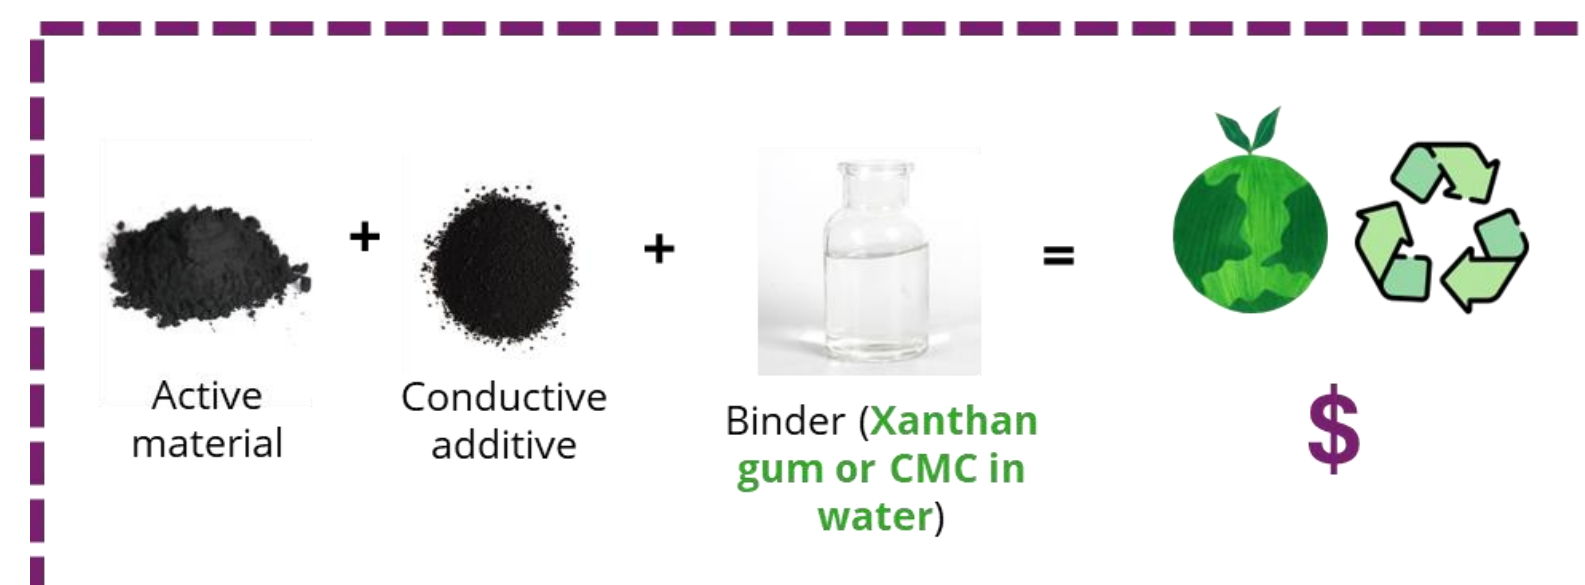 + + =
Active
material
Conductive
additive
Binder (Xanthan
gum or CMC in
water)
$